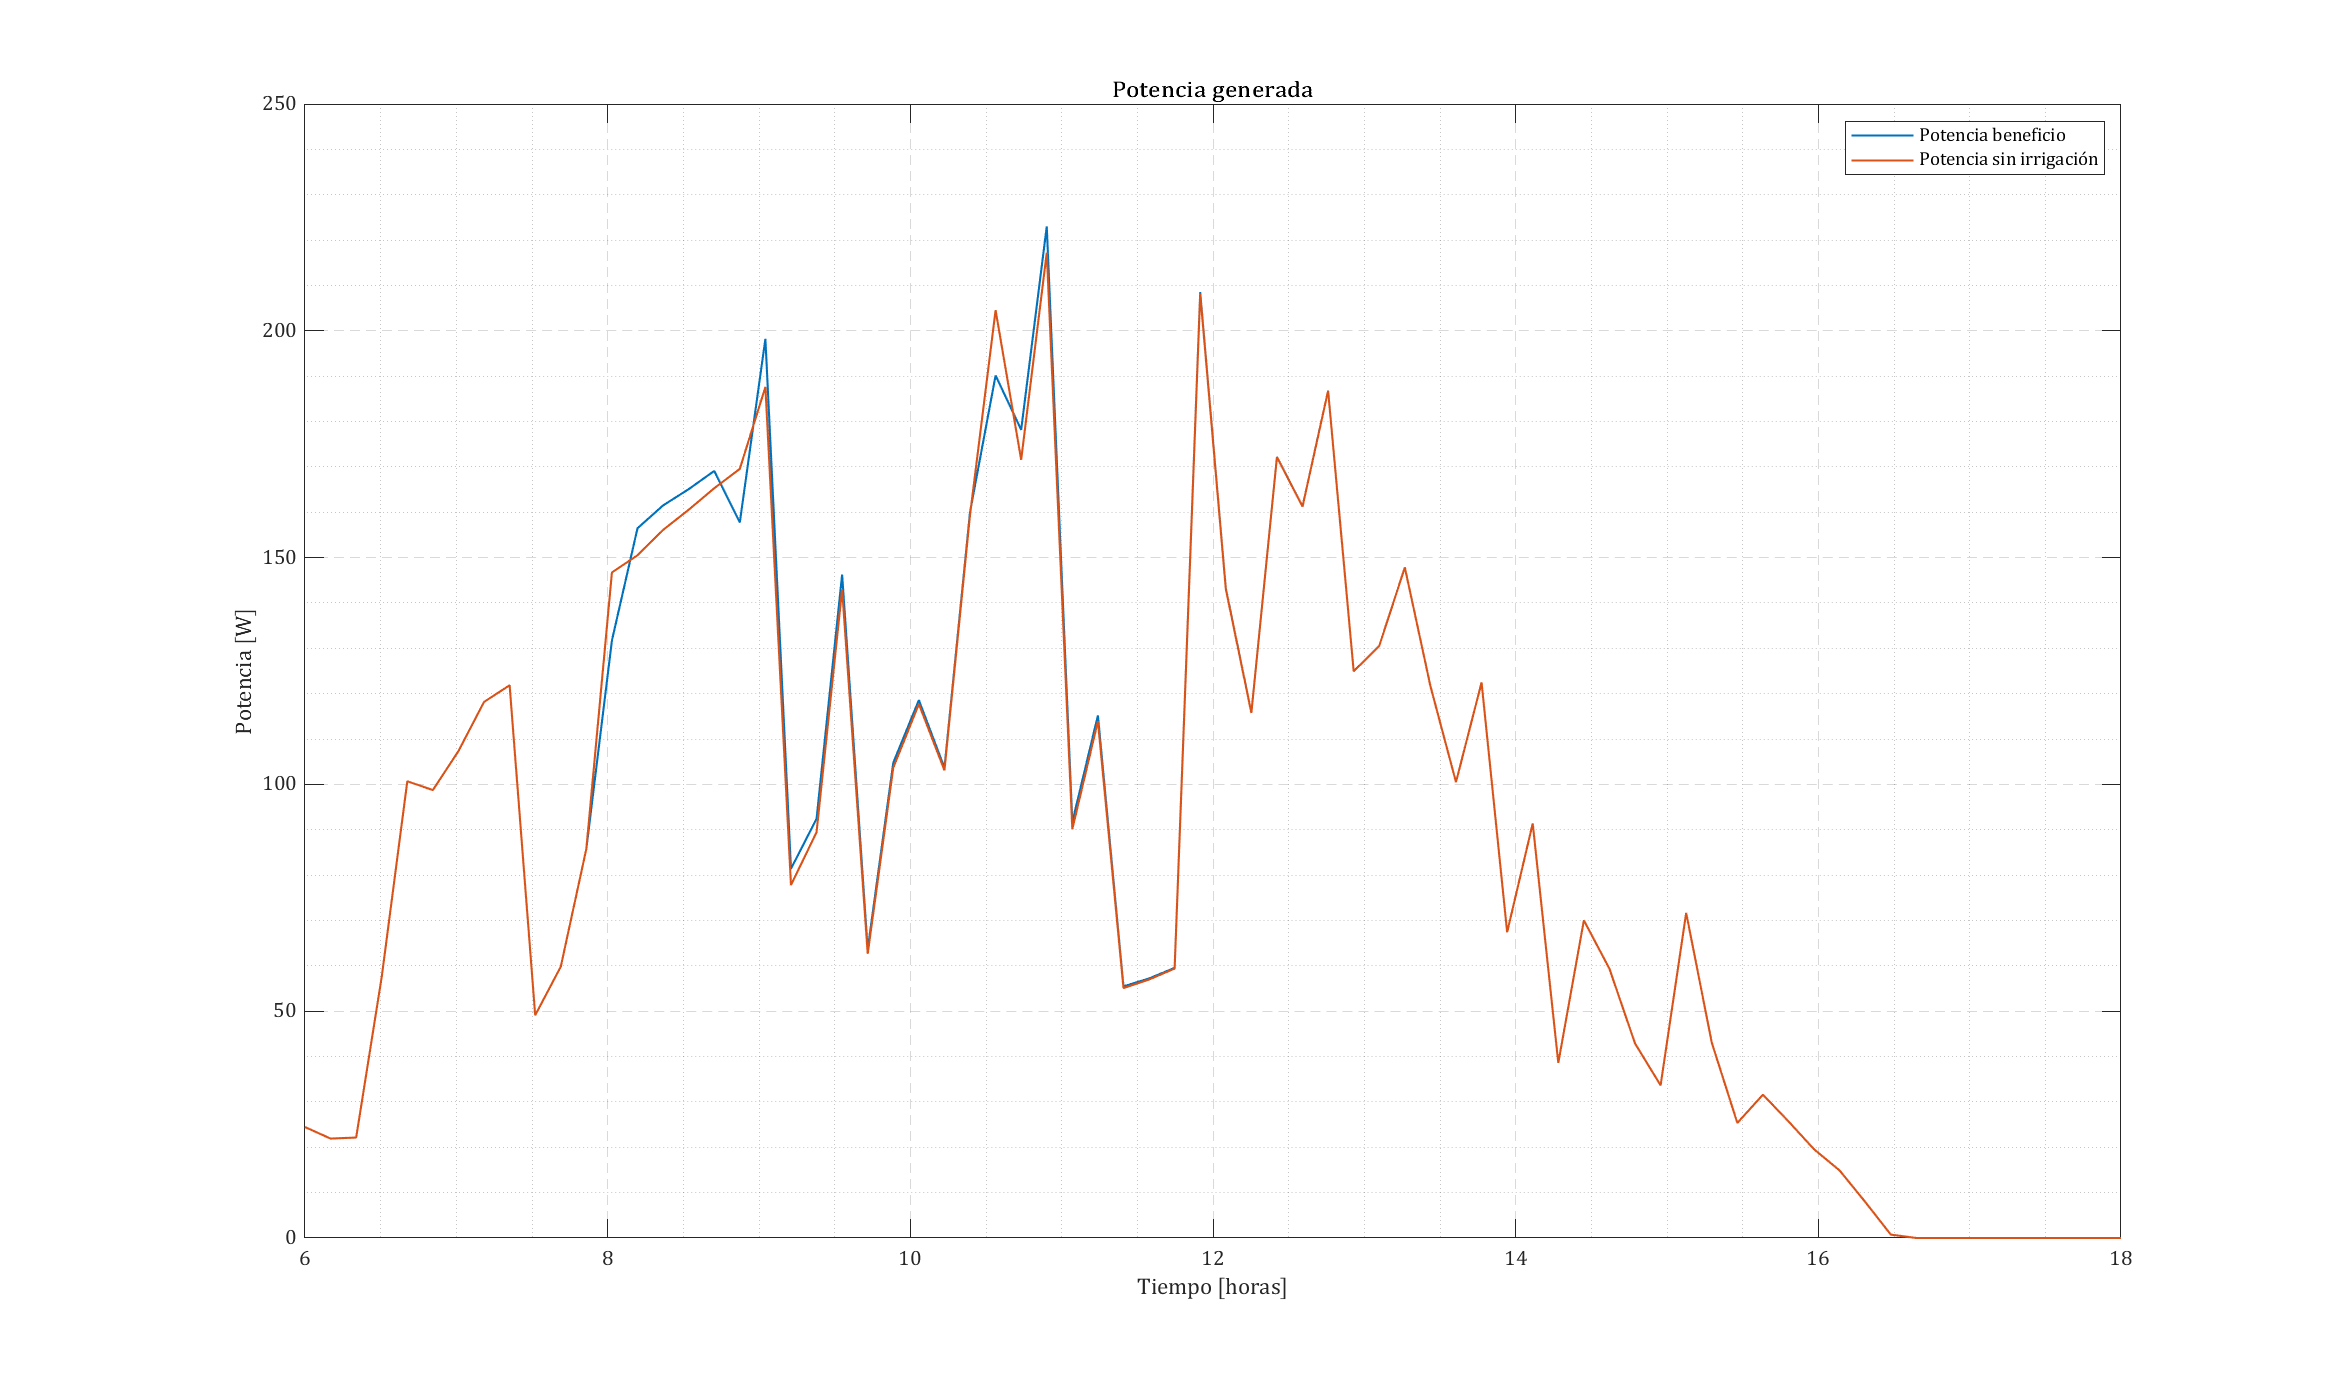 Potencia generada
250
200
150
100
50
0
Potencia [W]
Potencia beneficio
Potencia sin irrigación
6 8 10 12 14 16 18
Tiempo [horas]